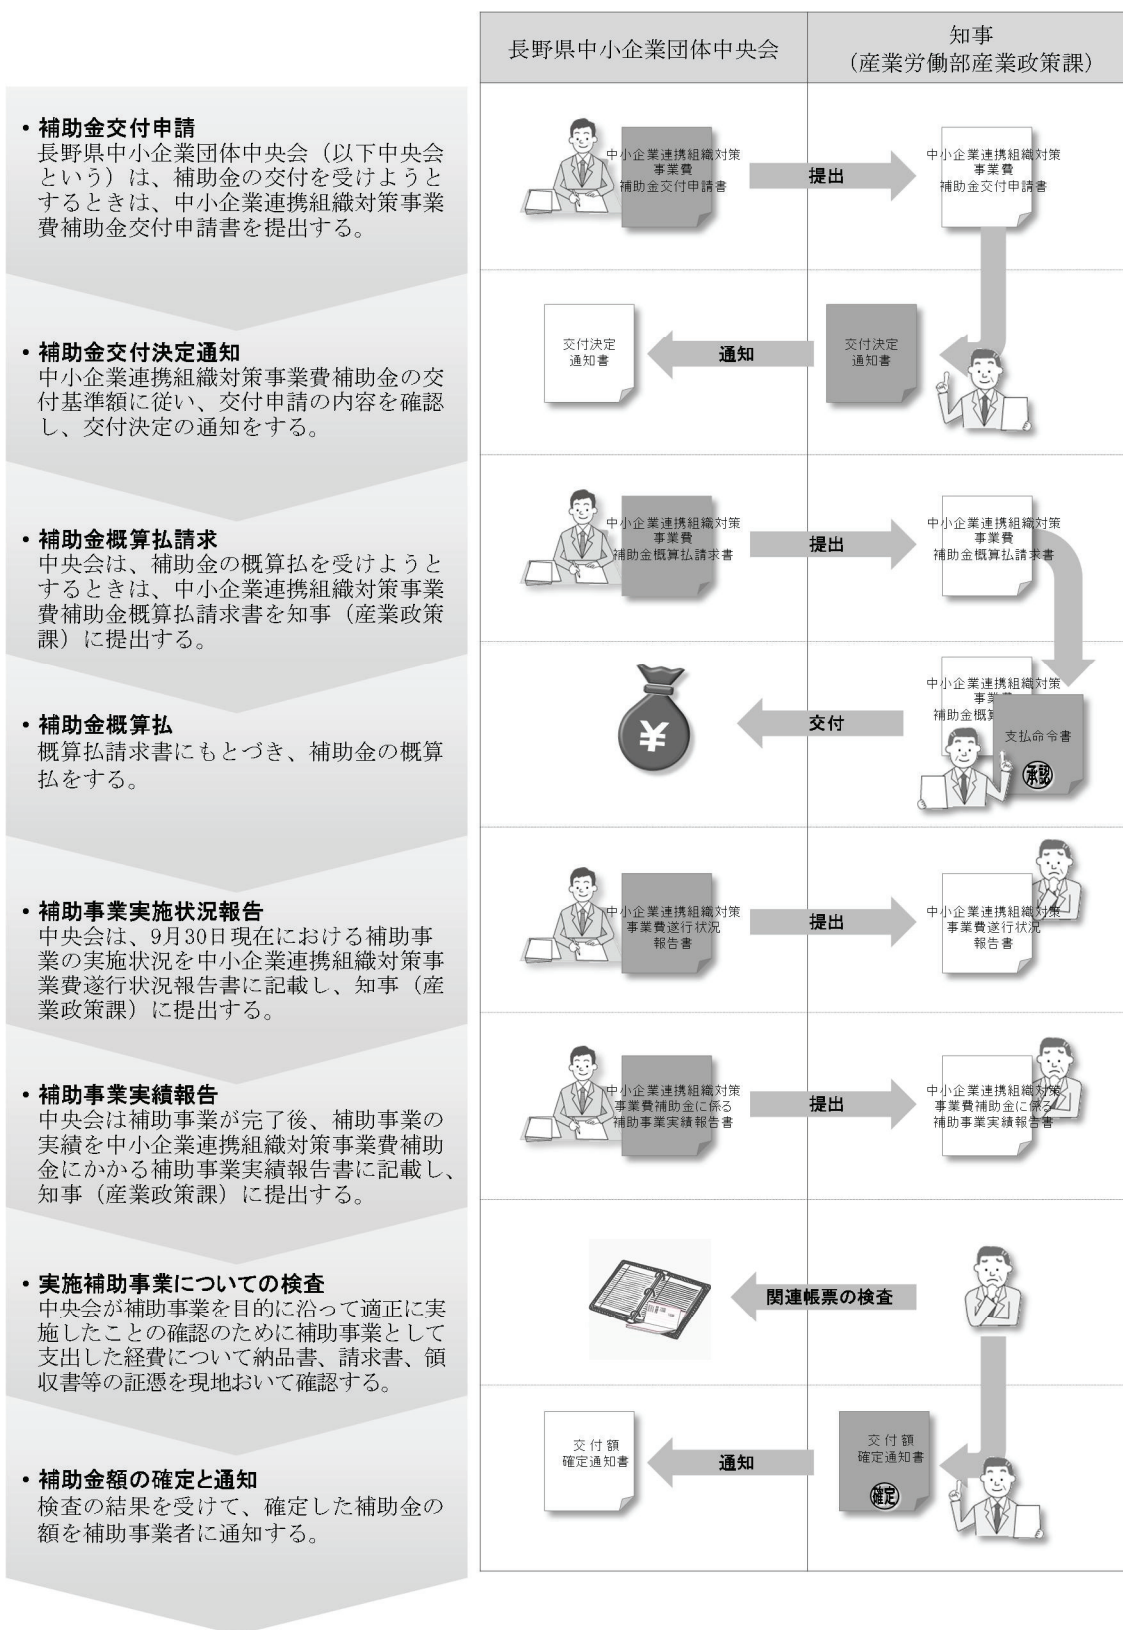 長野県中小企業団体中央会
知事
（産業労働部産業政策課）
・補助金交付申請
長野県中小企業団体中央会（以下中央会
という）は、補助金の交付を受けようと
するときは、中小企業連携組織対策事業
費補助金交付申請書を提出する。
中小企業連携組織対策
事業費
補助金交付申請書
提出
中小企業連携組織対策
事業費
補助金交付申請書
・補助金交付決定通知
中小企業連携組織対策事業費補助金の交
付基準額に従い、交付申請の内容を確認
し、交付決定の通知をする。
交付決定
通知書
通知
交付決定
通知書
・補助金概算払請求
中央会は、補助金の概算払を受けようと
するときは、中小企業連携組織対策事業
費補助金概算払請求書を知事（産業政策
課）に提出する。
中小企業連携組織対策
事業費
補助金概算払請求書
提出
中小企業連携組織対策
事業費
補助金概算払請求書
・補助金概算払
概算払請求書にもとづき、補助金の概算
払をする。
¥
交付
中小企業連携組織対策
事業費
補助金概
支払命令書
承認
・補助事業実施状況報告
中央会は、9月30日現在における補助事
業の実施状況を中小企業連携組織対策事
業費遂行状況報告書に記載し、知事（産
業政策課）に提出する。
中小企業連携組織対策
事業費遂行状況
報告書
提出
中小企業連携組織対策
事業費遂行状況
報告書
・補助事業実績報告
中央会は補助事業が完了後、補助事業の
実績を中小企業連携組織対策事業費補助
金にかかる補助事業実績報告書に記載し、
知事（産業政策課）に提出する。
中小企業連携組織対策
事業費補助金に係る
補助事業実績報告書
提出
中小企業連携組織対策
事業費補助金に係る
補助事業実績報告書
・実施補助事業についての検査
中央会が補助事業を目的に沿って適正に実
施したことの確認のために補助事業として
支出した経費について納品書、請求書、領
収書等の証憑を現地おいて確認する。
関連帳票の検査
・補助金額の確定と通知
検査の結果を受けて、確定した補助金の
額を補助事業者に通知する。
交付額
確定通知書
通知
交付額
確定通知書
確定